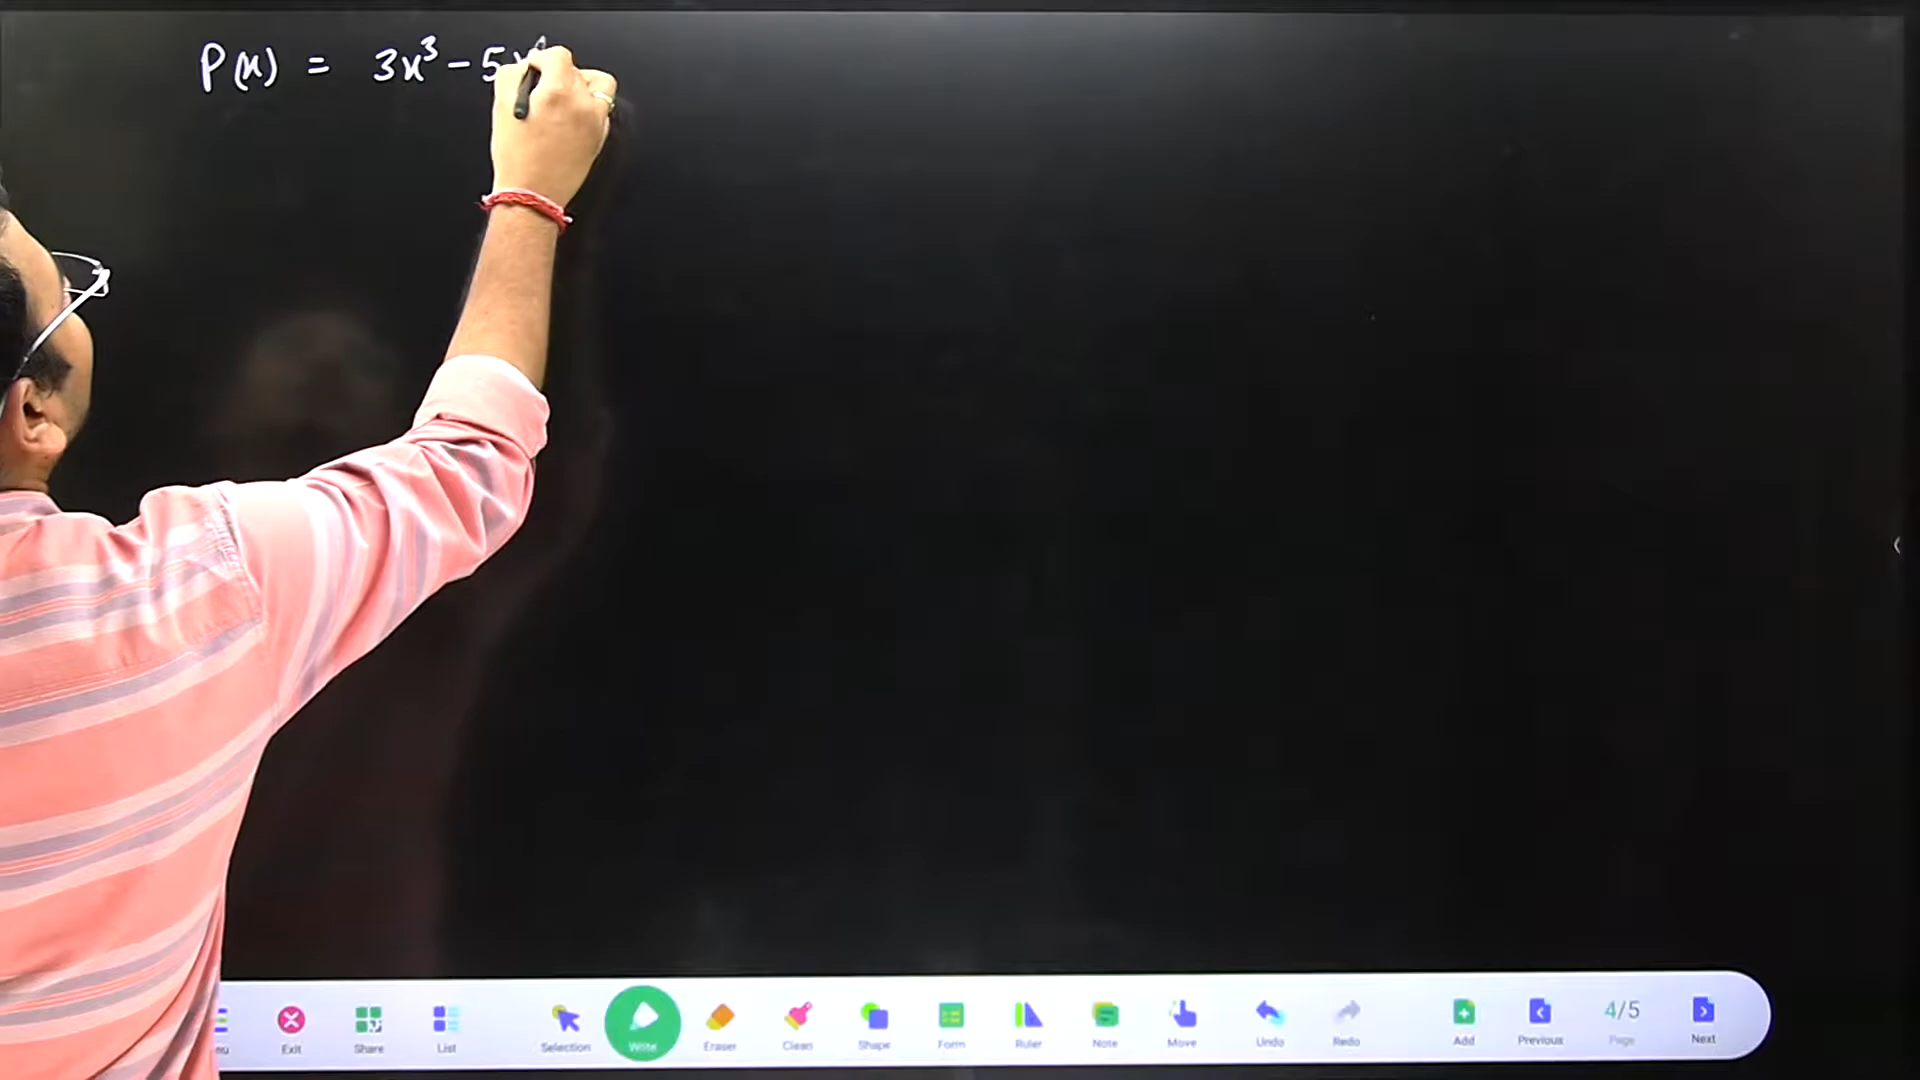 P(x) = 3x³ - 5x
Exit
Share
List
Selection
Write
Eraser
Clean
Shape
Form
Ruler
Note
Move
Undo
Redo
Add
Previous
4/5
Page
Next